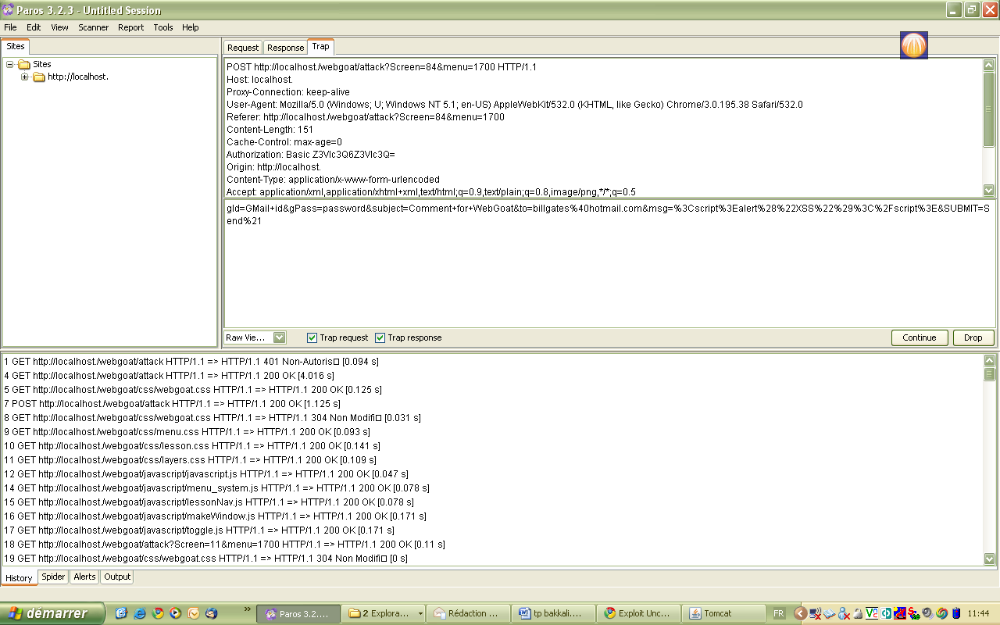 Paros 3.2.3 - Untitled Session
File Edit View Scanner Report Tools Help
Sites
Sites
http://localhost.
Request Response Trap
POST http://localhost./webgoat/attack?Screen=84&menu=1700 HTTP/1.1
Host: localhost.
Proxy-Connection: keep-alive
User-Agent: Mozilla/5.0 (Windows; U; Windows NT 5.1; en-US) AppleWebKit/532.0 (KHTML, like Gecko) Chrome/3.0.195.38 Safari/532.0
Referer: http://localhost./webgoat/attack?Screen=84&menu=1700
Content-Length: 151
Cache-Control: max-age=0
Authorization: Basic Z3Vlc3Q6Z3Vlc3Q=
Origin: http://localhost.
Content-Type: application/x-www-form-urlencoded
Accept: application/xml,application/xhtml+xml,text/html;q=0.9,text/plain;q=0.8,image/png,*/*;q=0.5
gId=GMail+id&gPass=password&subject=Comment+for+WebGoat&to=billgates%40hotmail.com&msg=%3Cscript%3Ealert%28%22XSS%22%29%3C%2Fscript%3E&SUBMIT=S
end%21
Raw Vie... Trap request Trap response Continue Drop
1 GET http://localhost./webgoat/attack HTTP/1.1 => HTTP/1.1 401 Non-Autoris▯ [0.094 s]
4 GET http://localhost./webgoat/attack HTTP/1.1 => HTTP/1.1 200 OK [4.016 s]
5 GET http://localhost./webgoat/css/webgoat.css HTTP/1.1 => HTTP/1.1 200 OK [0.125 s]
7 POST http://localhost./webgoat/attack HTTP/1.1 => HTTP/1.1 200 OK [1.125 s]
8 GET http://localhost./webgoat/css/webgoat.css HTTP/1.1 => HTTP/1.1 304 Non Modifi▯ [0.031 s]
9 GET http://localhost./webgoat/css/menu.css HTTP/1.1 => HTTP/1.1 200 OK [0.093 s]
10 GET http://localhost./webgoat/css/lesson.css HTTP/1.1 => HTTP/1.1 200 OK [0.141 s]
11 GET http://localhost./webgoat/css/layers.css HTTP/1.1 => HTTP/1.1 200 OK [0.109 s]
12 GET http://localhost./webgoat/javascript/javascript.js HTTP/1.1 => HTTP/1.1 200 OK [0.047 s]
14 GET http://localhost./webgoat/javascript/menu_system.js HTTP/1.1 => HTTP/1.1 200 OK [0.078 s]
15 GET http://localhost./webgoat/javascript/lessonNav.js HTTP/1.1 => HTTP/1.1 200 OK [0.078 s]
16 GET http://localhost./webgoat/javascript/makeWindow.js HTTP/1.1 => HTTP/1.1 200 OK [0.171 s]
17 GET http://localhost./webgoat/javascript/toggle.js HTTP/1.1 => HTTP/1.1 200 OK [0.171 s]
18 GET http://localhost./webgoat/attack?Screen=11&menu=1700 HTTP/1.1 => HTTP/1.1 200 OK [0.11 s]
19 GET http://localhost./webgoat/css/webgoat.css HTTP/1.1 => HTTP/1.1 304 Non Modifi▯ [0 s]
History Spider Alerts Output
démarrer » Paros 3.2.... 2 Explora... Rédaction ... tp bakkali.... Exploit Unc... Tomcat FR 11:44